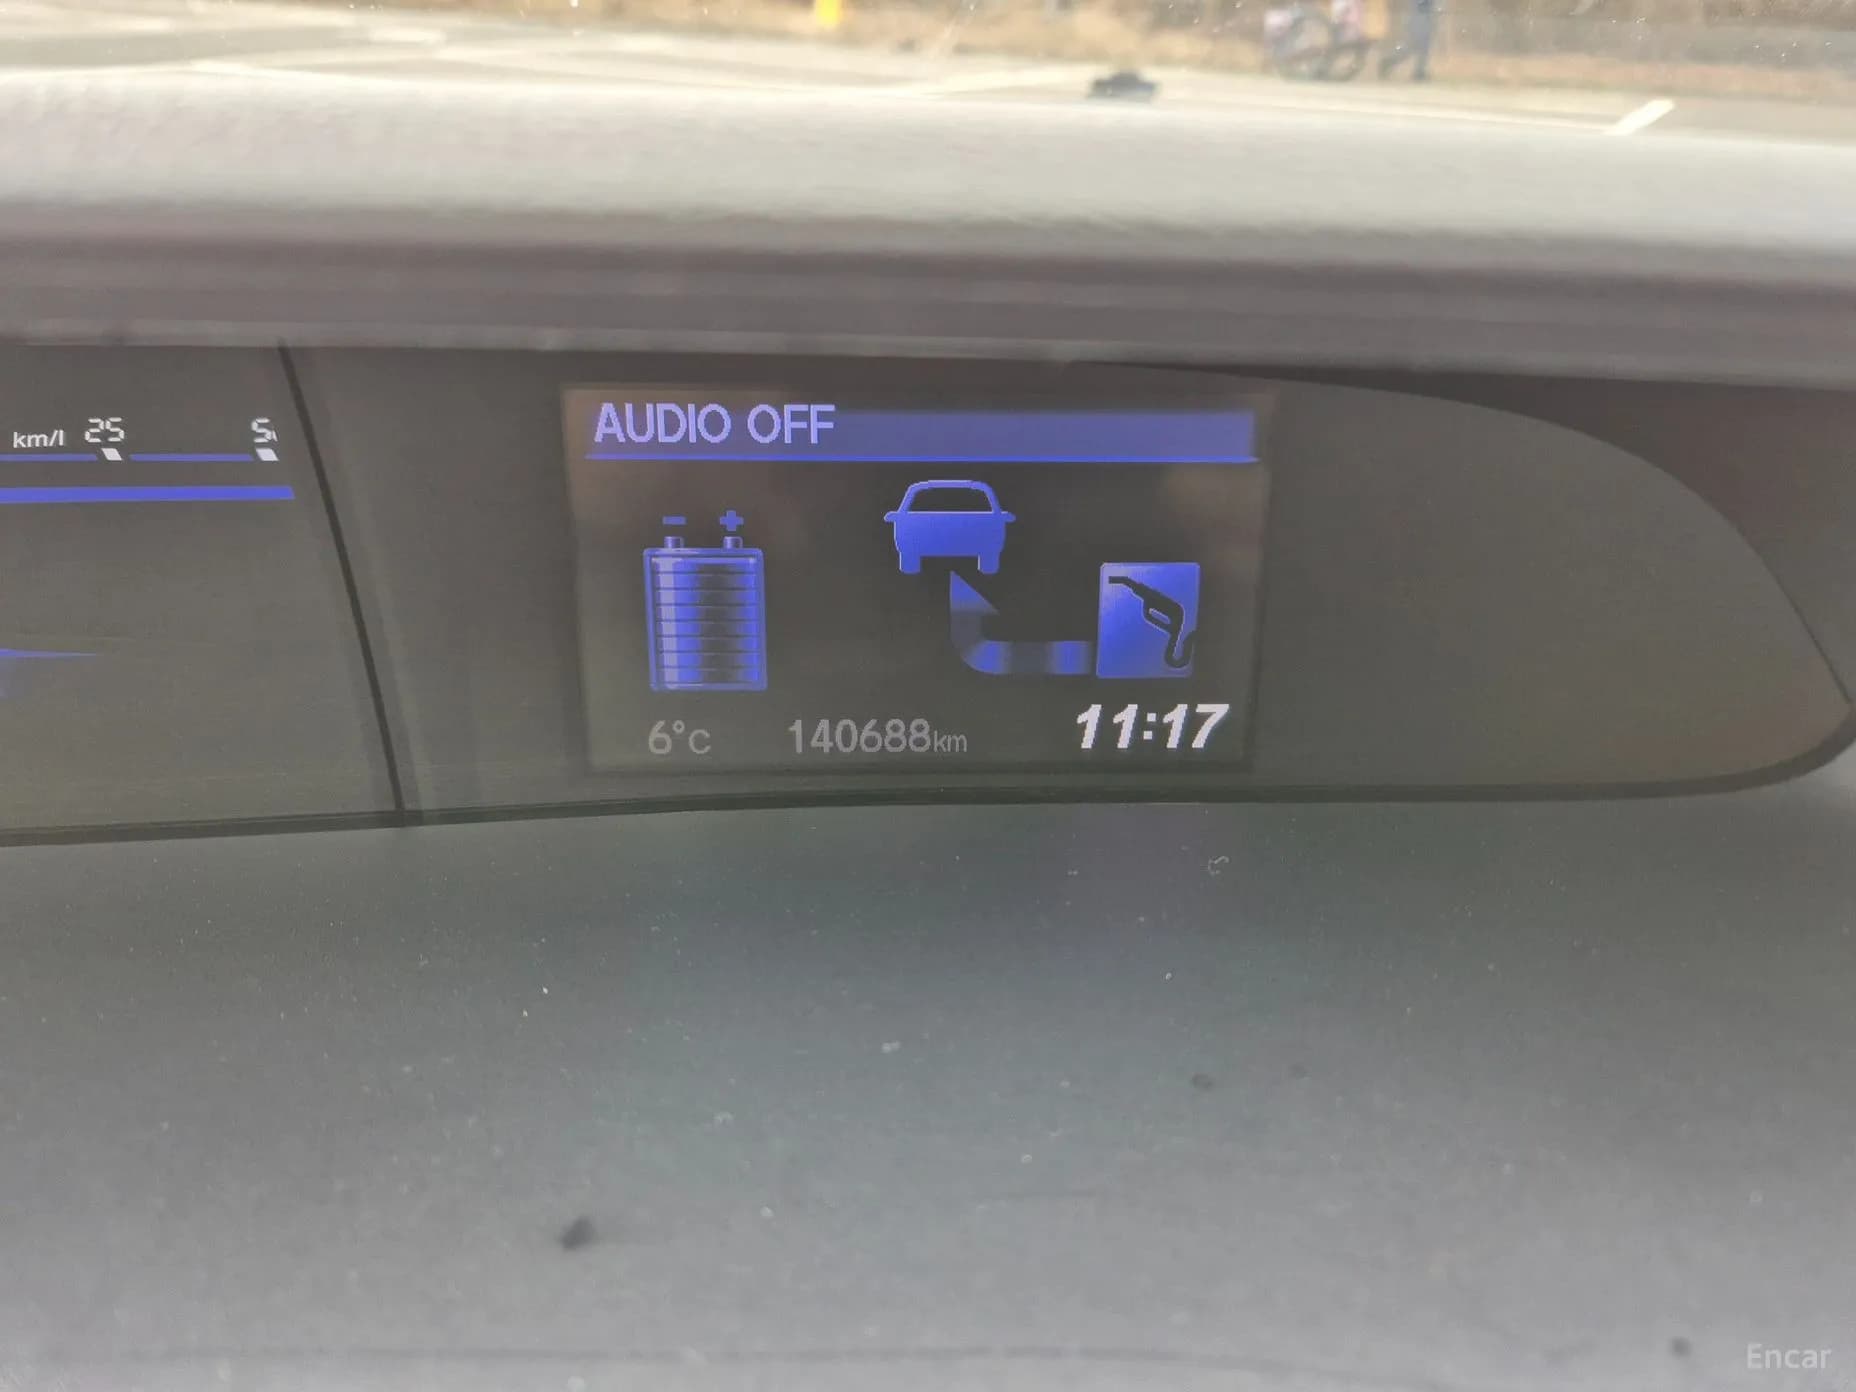 km/l 25
AUDIO OFF
- +
6°C 140688km 11:17
Encar